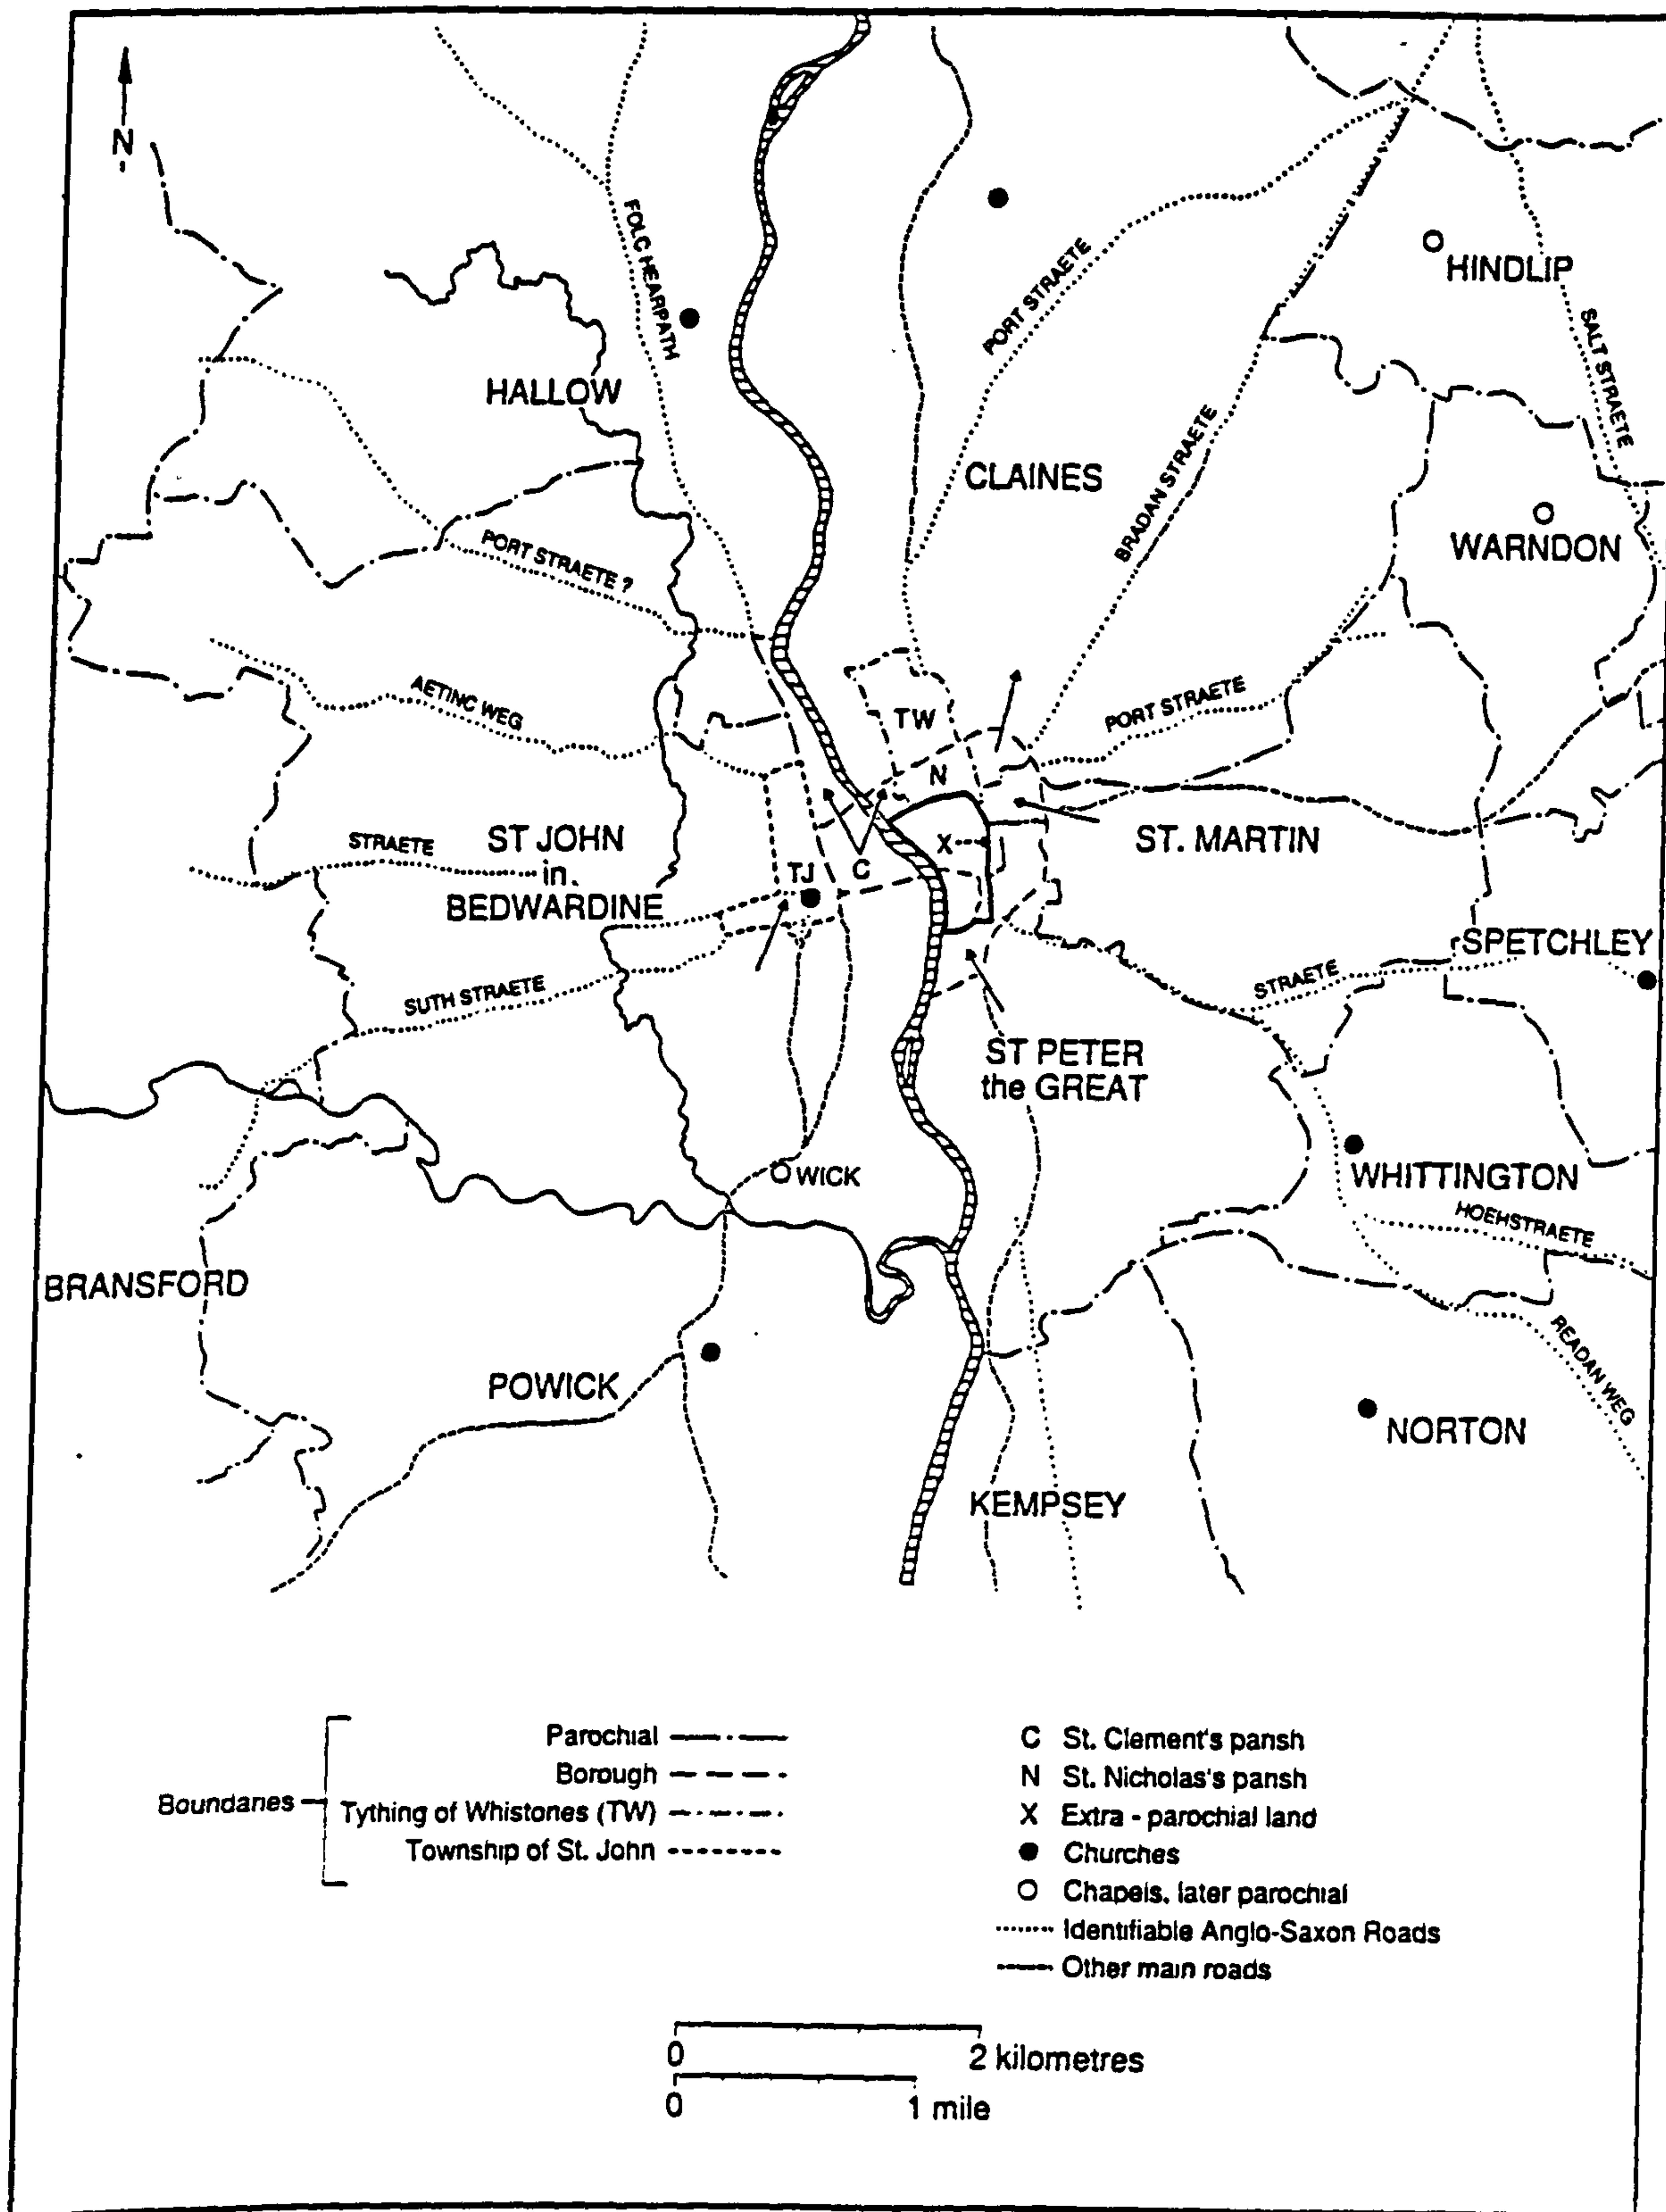 N
FOLC HEARPATH
HINDLIP
PORT STRAETE
SALT STRAETE
HALLOW
CLAINES
BRADAN STRAETE
WARNDON
PORT STRAETE ?
AETINC WEG
PORT STRAETE
TW
N
STRAETE
ST JOHN
in.
BEDWARDINE
X
ST. MARTIN
TJ
C
SPETCHLEY
STRAETE
SUTH STRAETE
ST PETER
the GREAT
WICK
WHITTINGTON
HOEHSTRAETE
BRANSFORD
READAN WEG
POWICK
NORTON
KEMPSEY
Boundaries
Parochial
Borough
Tything of Whistones (TW)
Township of St. John
C St. Clement's parish
N St. Nicholas's parish
X Extra - parochial land
Churches
Chapels, later parochial
Identifiable Anglo-Saxon Roads
Other main roads
0 2 kilometres
0 1 mile